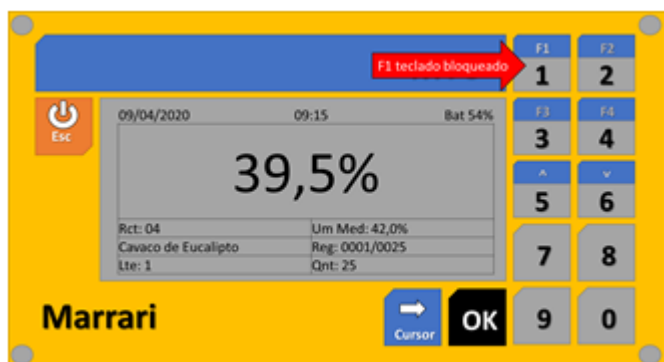 F1 teclado bloqueado
F1
1
F2
2
Esc
09/04/2020 09:15 Bat 54%
39,5%
F3
3
F4
4
Rct: 04 Um Med: 42,0%
Cavaco de Eucalipto Reg: 0001/0025
Lte: 1 Qnt: 25
^
5
v
6
7
8
Marrari
Cursor
OK
9
0